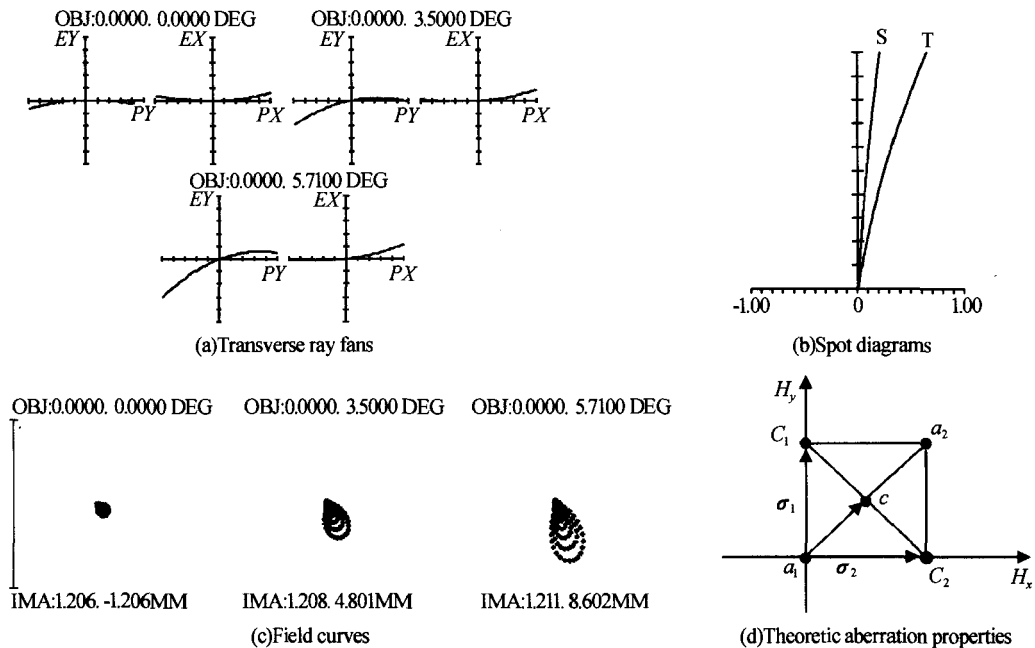 OBJ:0.0000. 0.0000 DEG
EY
EX
PY
PX
OBJ:0.0000. 3.5000 DEG
EY
EX
PY
PX
OBJ:0.0000. 5.7100 DEG
EY
EX
PY
PX
(a)Transverse ray fans
S
T
-1.00
0
1.00
(b)Spot diagrams
OBJ:0.0000. 0.0000 DEG
OBJ:0.0000. 3.5000 DEG
OBJ:0.0000. 5.7100 DEG
IMA:1.206. -1.206MM
IMA:1.208. 4.801MM
IMA:1.211. 8.602MM
(c)Field curves
H_y
C_1
a_2
σ_1
c
a_1
σ_2
C_2
H_x
(d)Theoretic aberration properties